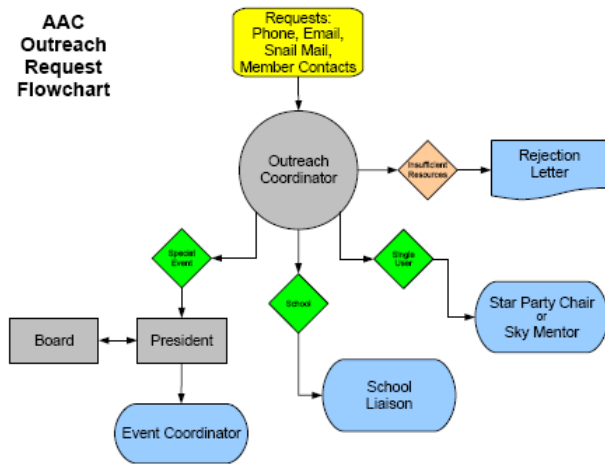 AAC
Outreach
Request
Flowchart
Requests:
Phone, Email,
Snail Mail,
Member Contacts
Outreach
Coordinator
Insufficient
Resources
Rejection
Letter
Special
Event
School
Single
User
Star Party Chair
or
Sky Mentor
Board
President
School
Liaison
Event Coordinator